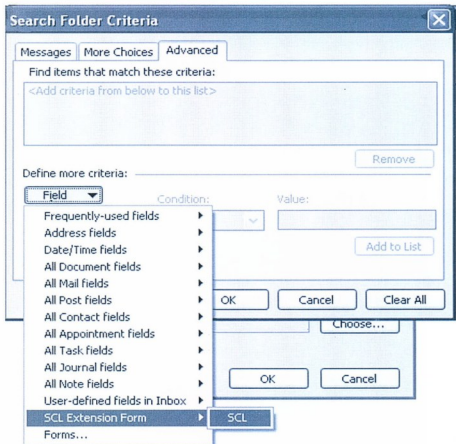 Search Folder Criteria
Messages More Choices Advanced
Find items that match these criteria:
<Add criteria from below to this list>
Remove
Define more criteria:
Field Condition: Value:
Frequently-used fields
Address fields
Date/Time fields
Add to List
All Document fields
All Mail fields
All Post fields
OK Cancel Clear All
All Contact fields
Choose...
All Appointment fields
All Task fields
All Journal fields
All Note fields
OK Cancel
User-defined fields in Inbox
SCL Extension Form SCL
Forms...